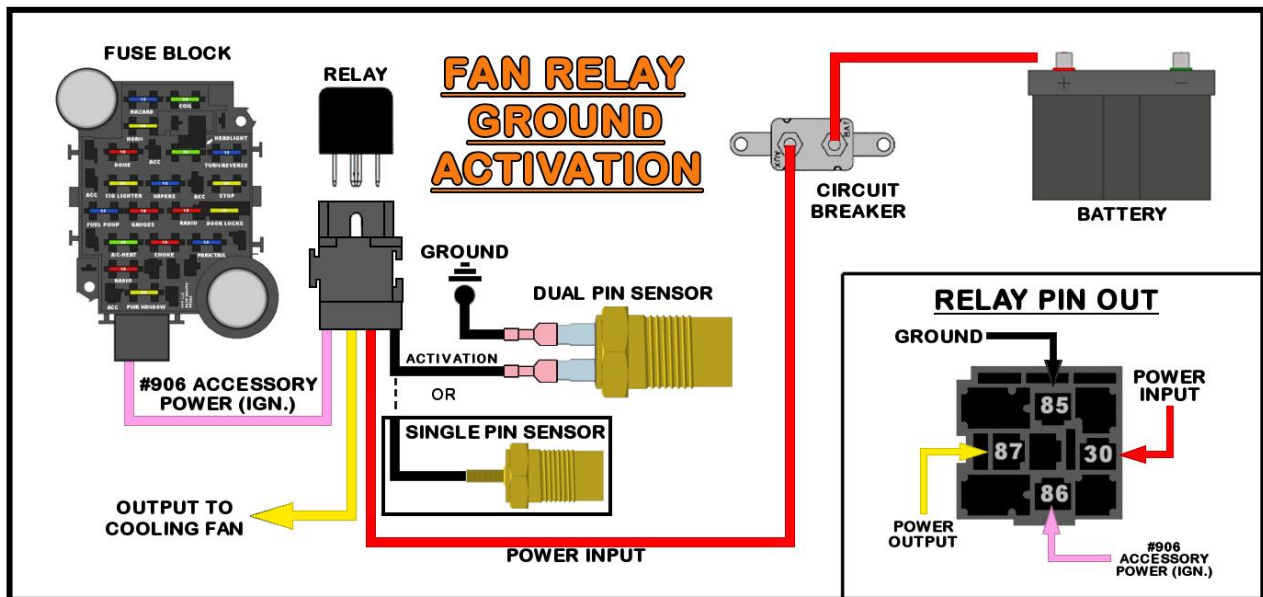 FUSE BLOCK
RELAY
FAN RELAY
GROUND
ACTIVATION
HAZARD
COIL
HORN
HEADLIGHT
DOME
ACC
TURN/REVERSE
ACC
CIG LIGHTER
WIPERS
ACC
STOP
FUEL PUMP
GAUGES
RADIO
DOOR LOCKS
A/C-HEAT
CHOKE
PARK/TAIL
RADIO
ACC
PWR WINDOW
#906 ACCESSORY
POWER (IGN.)
OUTPUT TO
COOLING FAN
GROUND
DUAL PIN SENSOR
ACTIVATION
OR
SINGLE PIN SENSOR
POWER INPUT
AUX
BAT
CIRCUIT
BREAKER
+
−
BATTERY
RELAY PIN OUT
GROUND
POWER
INPUT
85
87
30
86
POWER
OUTPUT
#906
ACCESSORY
POWER (IGN.)